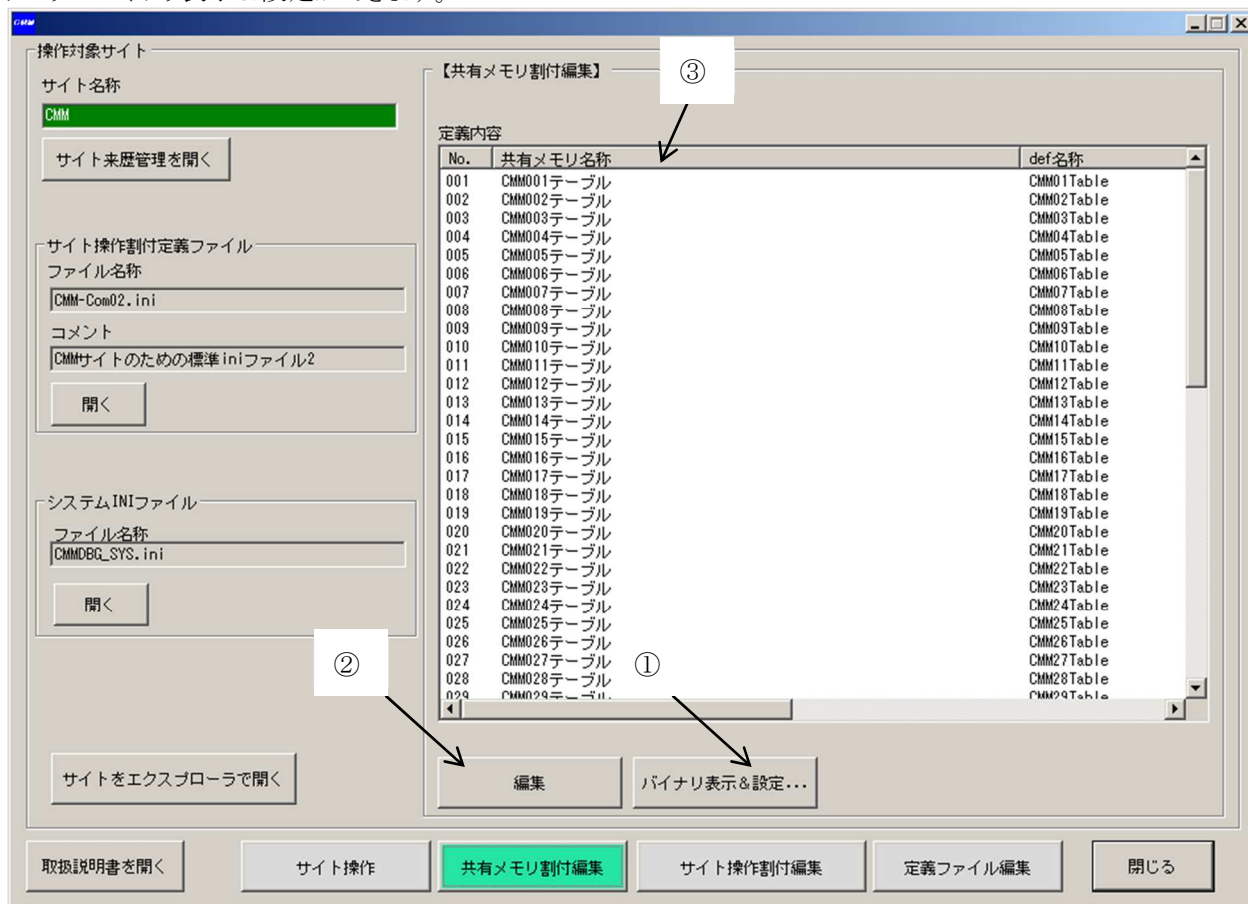 設定ができます。
CMM
操作対象サイト
サイト名称
CMM
サイト来歴管理を開く
サイト操作割付定義ファイル
ファイル名称
CMM-Com02.ini
コメント
CMMサイトのための標準iniファイル2
開く
システムINIファイル
ファイル名称
CMMDBG_SYS.ini
開く
サイトをエクスプローラで開く
【共有メモリ割付編集】
③
定義内容
No. 共有メモリ名称 def名称
001 CMM001テーブル CMM01Table
002 CMM002テーブル CMM02Table
003 CMM003テーブル CMM03Table
004 CMM004テーブル CMM04Table
005 CMM005テーブル CMM05Table
006 CMM006テーブル CMM06Table
007 CMM007テーブル CMM07Table
008 CMM008テーブル CMM08Table
009 CMM009テーブル CMM09Table
010 CMM010テーブル CMM10Table
011 CMM011テーブル CMM11Table
012 CMM012テーブル CMM12Table
013 CMM013テーブル CMM13Table
014 CMM014テーブル CMM14Table
015 CMM015テーブル CMM15Table
016 CMM016テーブル CMM16Table
017 CMM017テーブル CMM17Table
018 CMM018テーブル CMM18Table
019 CMM019テーブル CMM19Table
020 CMM020テーブル CMM20Table
021 CMM021テーブル CMM21Table
022 CMM022テーブル CMM22Table
023 CMM023テーブル CMM23Table
024 CMM024テーブル CMM24Table
025 CMM025テーブル CMM25Table
026 CMM026テーブル CMM26Table
027 CMM027テーブル CMM27Table
028 CMM028テーブル CMM28Table
029 CMM029テーブル CMM29Table
②
①
編集
バイナリ表示&設定...
取扱説明書を開く
サイト操作
共有メモリ割付編集
サイト操作割付編集
定義ファイル編集
閉じる